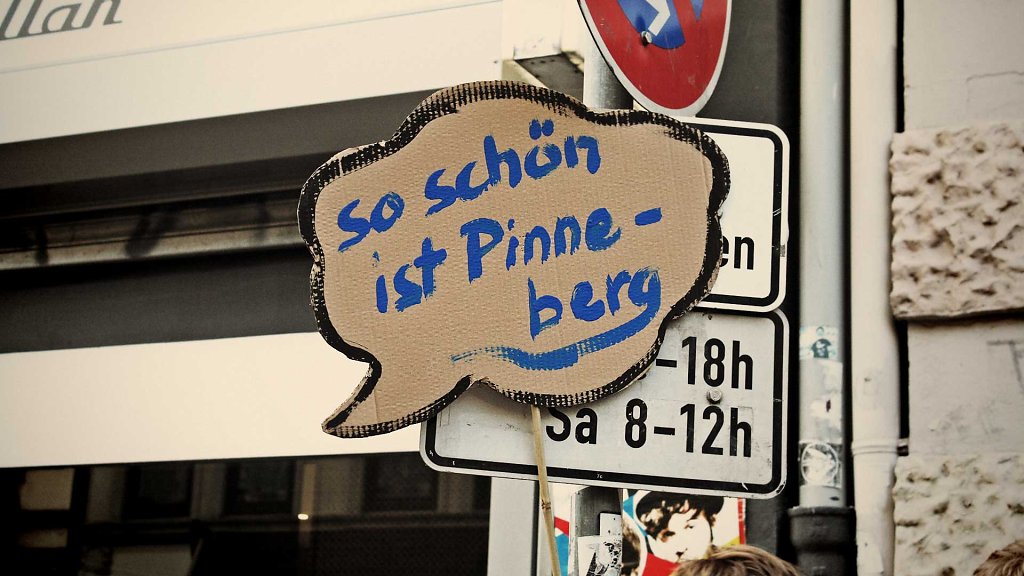 so schön
ist Pinne-
berg
en
-18h
Sa 8-12h